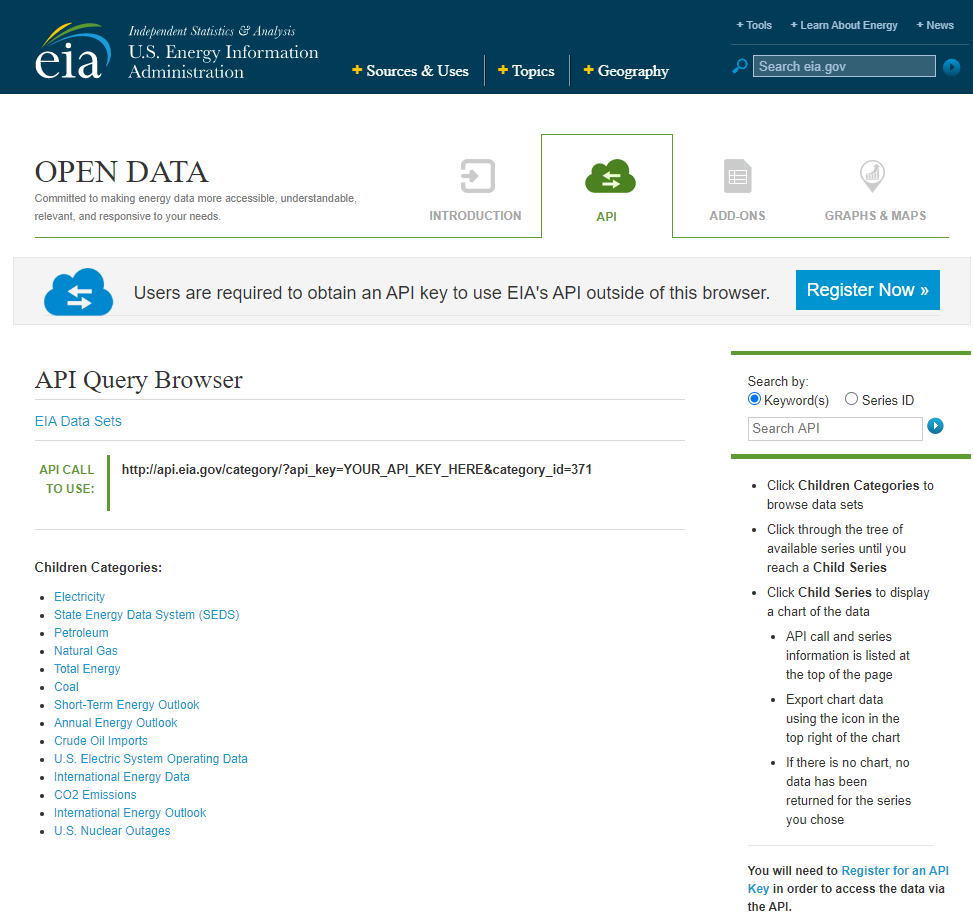 + Tools + Learn About Energy + News
eia
Independent Statistics & Analysis
U.S. Energy Information
Administration
+ Sources & Uses + Topics + Geography
Search eia.gov
OPEN DATA
Committed to making energy data more accessible, understandable,
relevant, and responsive to your needs.
INTRODUCTION API ADD-ONS GRAPHS & MAPS
Users are required to obtain an API key to use EIA's API outside of this browser. Register Now »
API Query Browser
EIA Data Sets
API CALL
TO USE:
http://api.eia.gov/category/?api_key=YOUR_API_KEY_HERE&category_id=371
Children Categories:
Electricity
State Energy Data System (SEDS)
Petroleum
Natural Gas
Total Energy
Coal
Short-Term Energy Outlook
Annual Energy Outlook
Crude Oil Imports
U.S. Electric System Operating Data
International Energy Data
CO2 Emissions
International Energy Outlook
U.S. Nuclear Outages
Search by:
Keyword(s) Series ID
Search API
Click Children Categories to
browse data sets
Click through the tree of
available series until you
reach a Child Series
Click Child Series to display
a chart of the data
API call and series
information is listed at
the top of the page
Export chart data
using the icon in the
top right of the chart
If there is no chart, no
data has been
returned for the series
you chose
You will need to Register for an API
Key in order to access the data via
the API.